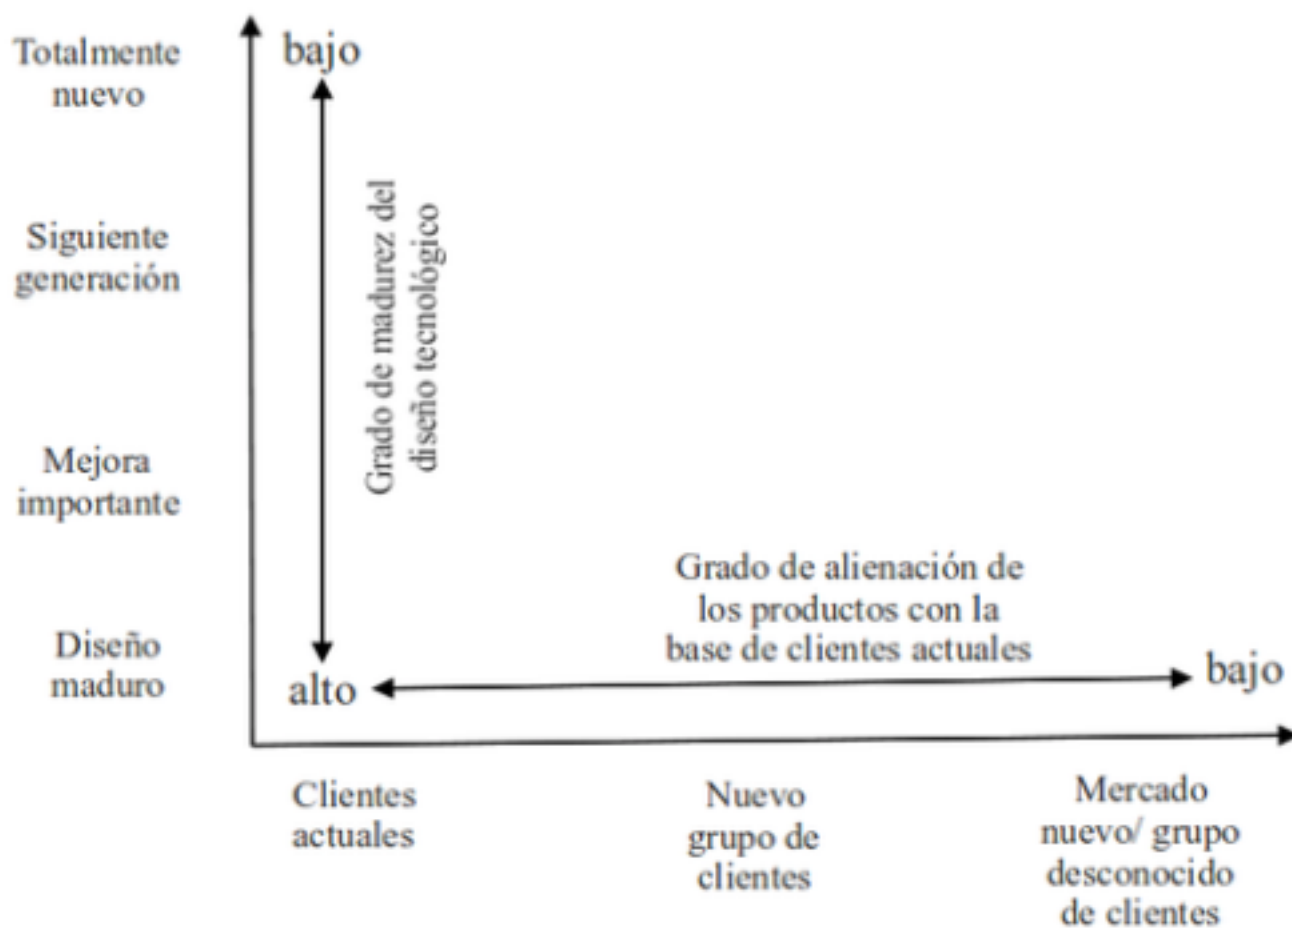 Totalmente
nuevo
bajo
Siguiente
generación
Grado de madurez del
diseño tecnológico
Mejora
importante
Grado de alienación de
los productos con la
base de clientes actuales
Diseño
maduro
alto
bajo
Clientes
actuales
Nuevo
grupo de
clientes
Mercado
nuevo/ grupo
desconocido
de clientes